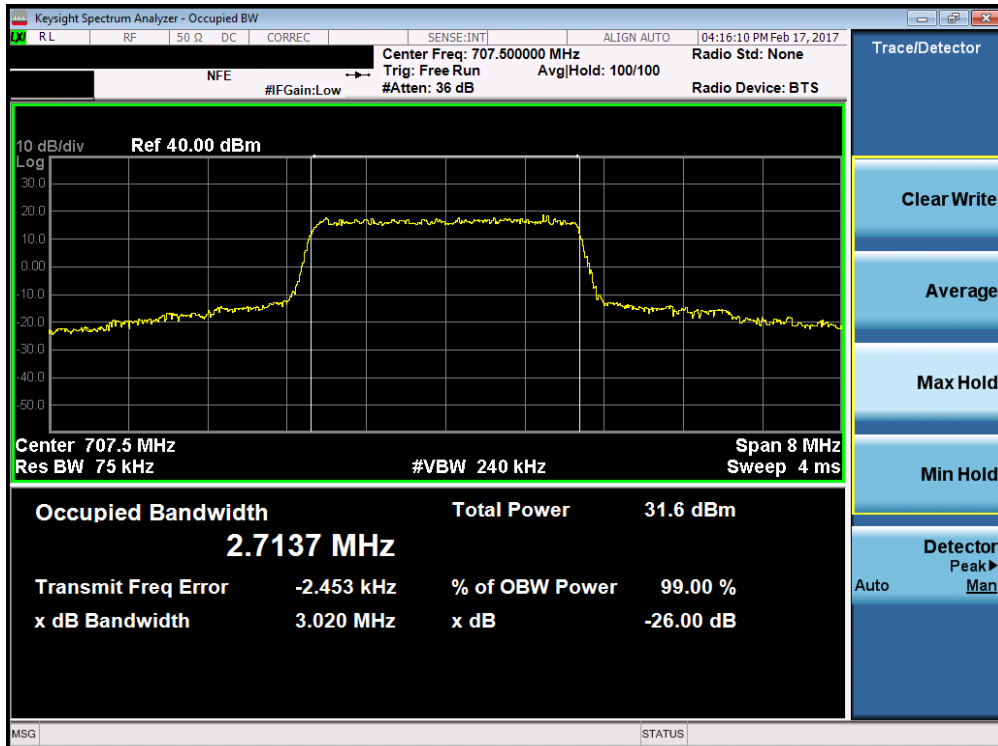 Keysight Spectrum Analyzer - Occupied BW
LXI RL RF 50 Ω DC CORREC SENSE:INT ALIGN AUTO 04:16:10 PM Feb 17, 2017
Center Freq: 707.500000 MHz Radio Std: None
NFE Trig: Free Run Avg|Hold: 100/100
#IFGain:Low #Atten: 36 dB Radio Device: BTS
Trace/Detector
10 dB/div Ref 40.00 dBm
Log
30.0
20.0
10.0
0.00
-10.0
-20.0
-30.0
-40.0
-50.0
Center 707.5 MHz Span 8 MHz
Res BW 75 kHz #VBW 240 kHz Sweep 4 ms
Occupied Bandwidth Total Power 31.6 dBm
2.7137 MHz
Transmit Freq Error -2.453 kHz % of OBW Power 99.00 %
x dB Bandwidth 3.020 MHz x dB -26.00 dB
Clear Write
Average
Max Hold
Min Hold
Detector
Peak▶
Auto Man
MSG STATUS